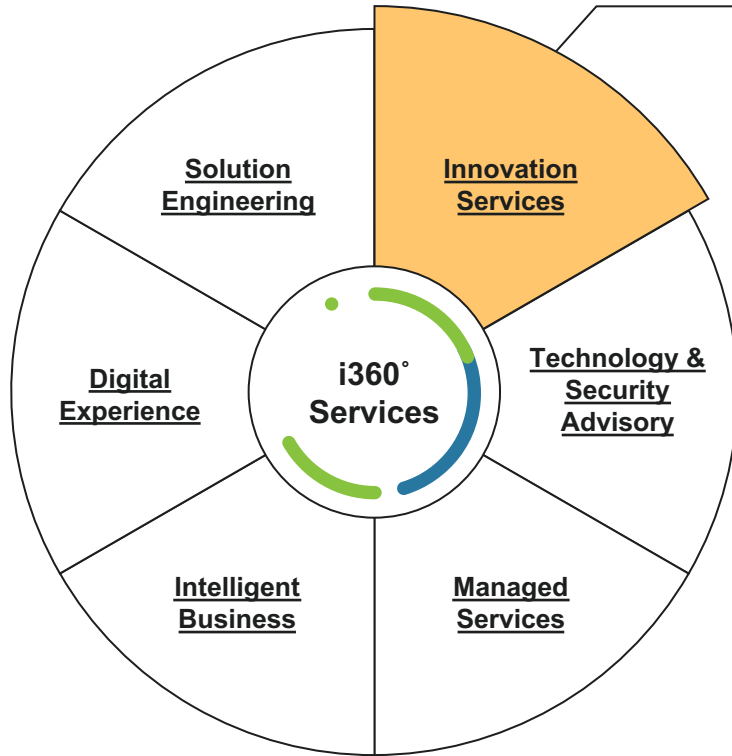 Solution
Engineering
Innovation
Services
Digital
Experience
i360°
Services
Technology &
Security
Advisory
Intelligent
Business
Managed
Services